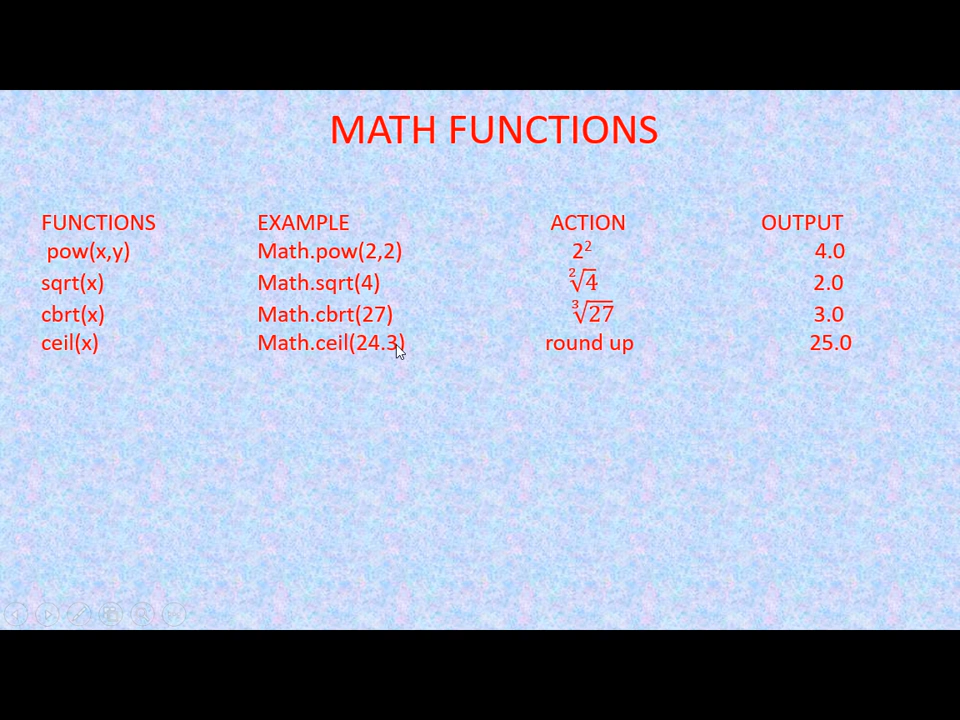 MATH FUNCTIONS
FUNCTIONS EXAMPLE ACTION OUTPUT
pow(x,y) Math.pow(2,2) 2² 4.0
sqrt(x) Math.sqrt(4) ²√4 2.0
cbrt(x) Math.cbrt(27) ³√27 3.0
ceil(x) Math.ceil(24.3) round up 25.0